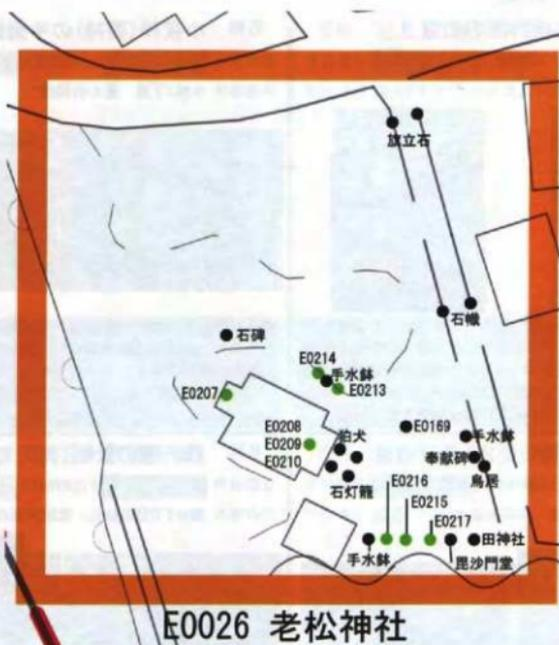 旗立石
石幟
石碑
E0214
手水鉢
E0207
E0213
E0208
E0169
E0209
狛犬
手水鉢
E0210
奉献碑
鳥居
石灯籠
E0216
E0215
E0217
田神社
手水鉢
毘沙門堂
E0026 老松神社